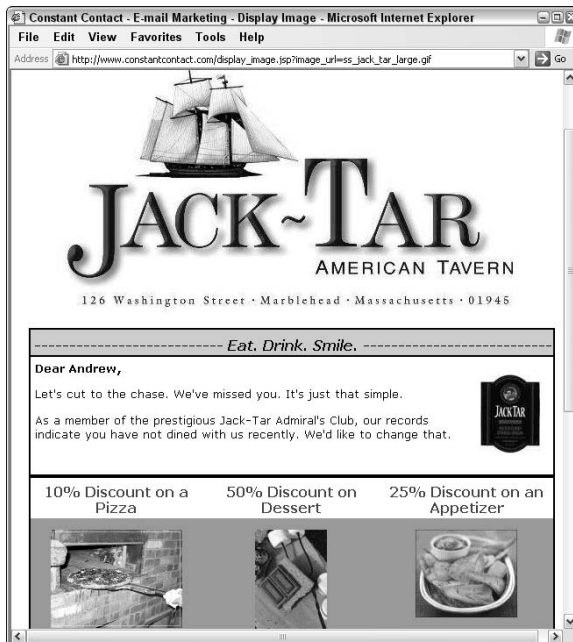 Constant Contact - E-mail Marketing - Display Image - Microsoft Internet Explorer
File Edit View Favorites Tools Help
Address http://www.constantcontact.com/display_image.jsp?image_url=ss_jack_tar_large.gif Go
JACK~TAR
AMERICAN TAVERN
126 Washington Street · Marblehead · Massachusetts · 01945
Eat. Drink. Smile.
Dear Andrew,
Let's cut to the chase. We've missed you. It's just that simple.
As a member of the prestigious Jack-Tar Admiral's Club, our records
indicate you have not dined with us recently. We'd like to change that.
JACK TAR
10% Discount on a
Pizza
50% Discount on
Dessert
25% Discount on an
Appetizer